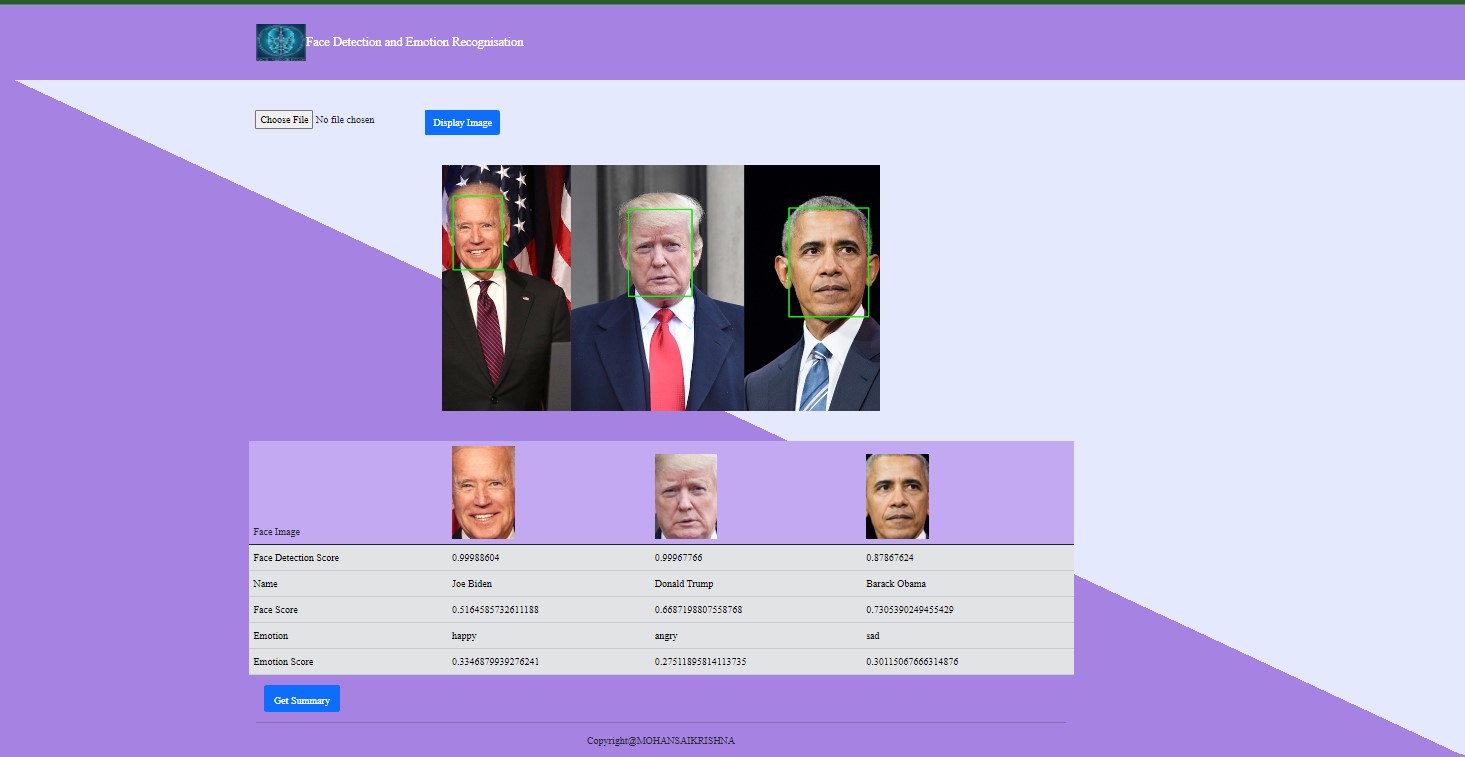 Face Detection and Emotion Recognisation
Choose File No file chosen Display Image
Face Image
Face Detection Score 0.99988604 0.99967766 0.87867624
Name Joe Biden Donald Trump Barack Obama
Face Score 0.5164585732611188 0.6687198807558768 0.7305390249455429
Emotion happy angry sad
Emotion Score 0.3346879939276241 0.27511895814113735 0.30115067666314876
Get Summary
Copyright@MOHANSAIKRISHNA